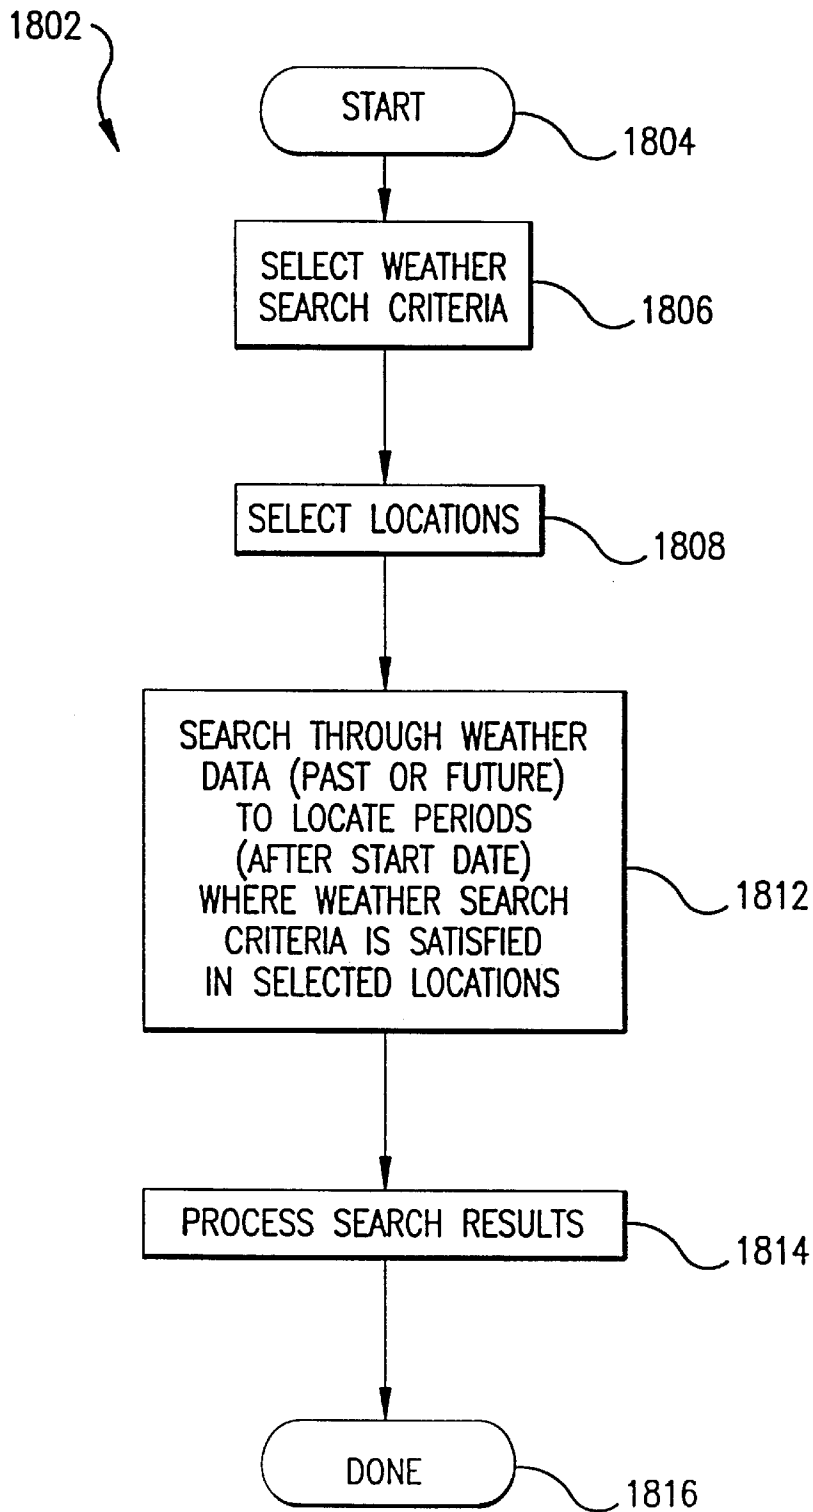 1802
START
1804
SELECT WEATHER
SEARCH CRITERIA
1806
SELECT LOCATIONS
1808
SEARCH THROUGH WEATHER
DATA (PAST OR FUTURE)
TO LOCATE PERIODS
(AFTER START DATE)
WHERE WEATHER SEARCH
CRITERIA IS SATISFIED
IN SELECTED LOCATIONS
1812
PROCESS SEARCH RESULTS
1814
DONE
1816